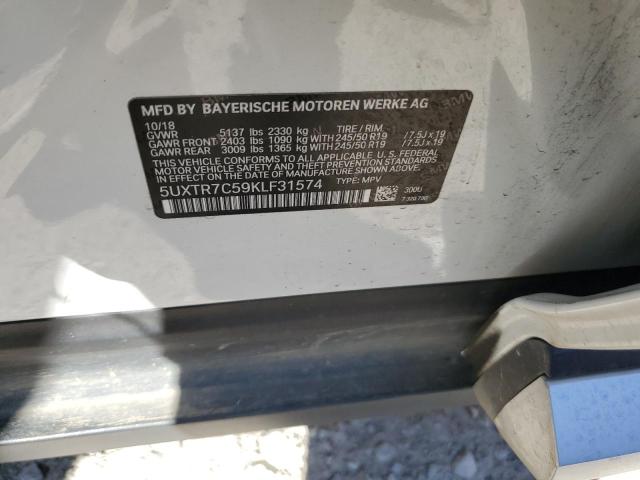 MFD BY BAYERISCHE MOTOREN WERKE AG
10/18
GVWR 5137 lbs 2330 kg TIRE / RIM
GAWR FRONT 2403 lbs 1090 kg WITH 245/50 R19 / 7.5J x 19
GAWR REAR 3009 lbs 1365 kg WITH 245/50 R19 / 7.5J x 19
THIS VEHICLE CONFORMS TO ALL APPLICABLE U.S. FEDERAL
MOTOR VEHICLE SAFETY, BUMPER, AND THEFT PREVENTION
STANDARDS IN EFFECT ON THE DATE OF MANUFACTURE SHOWN ABOVE.
5UXTR7C59KLF31574 TYPE: MPV
300U